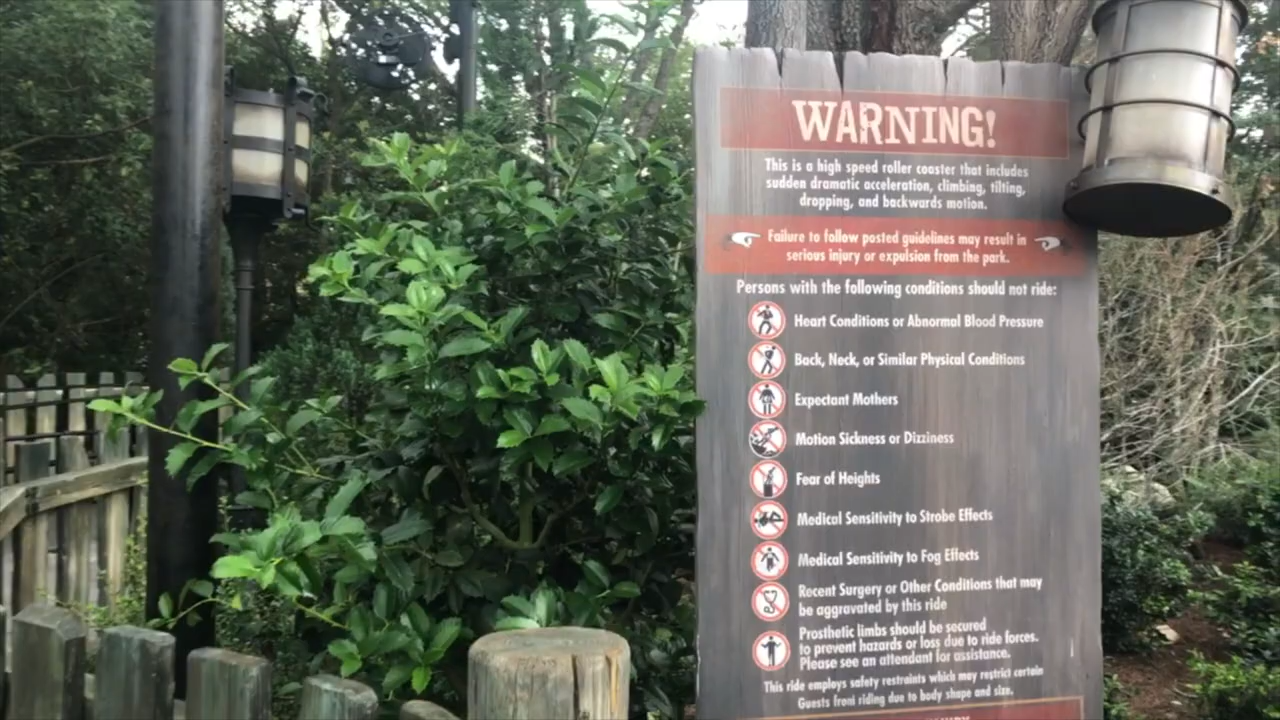 WARNING!
This is a high speed roller coaster that includes
sudden dramatic acceleration, climbing, tilting,
dropping, and backwards motion.
Failure to follow posted guidelines may result in
serious injury or expulsion from the park.
Persons with the following conditions should not ride:
Heart Conditions or Abnormal Blood Pressure
Back, Neck, or Similar Physical Conditions
Expectant Mothers
Motion Sickness or Dizziness
Fear of Heights
Medical Sensitivity to Strobe Effects
Medical Sensitivity to Fog Effects
Recent Surgery or Other Conditions that may
be aggravated by this ride
Prosthetic limbs should be secured
to prevent hazards or loss due to ride forces.
Please see an attendant for assistance.
This ride employs safety restraints which may restrict certain
Guests from riding due to body shape and size.